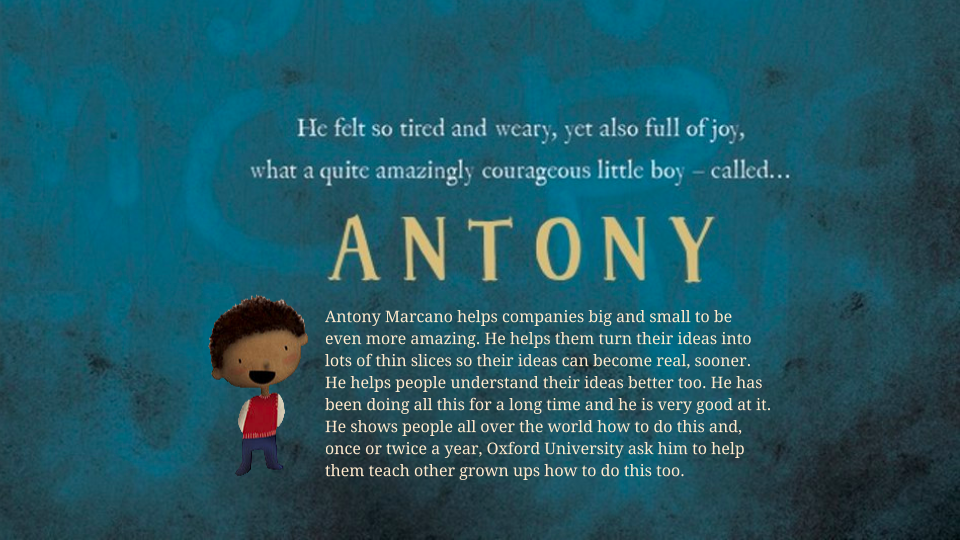 He felt so tired and weary, yet also full of joy,
what a quite amazingly courageous little boy – called...
ANTONY
Antony Marcano helps companies big and small to be
even more amazing. He helps them turn their ideas into
lots of thin slices so their ideas can become real, sooner.
He helps people understand their ideas better too. He has
been doing all this for a long time and he is very good at it.
He shows people all over the world how to do this and,
once or twice a year, Oxford University ask him to help
them teach other grown ups how to do this too.